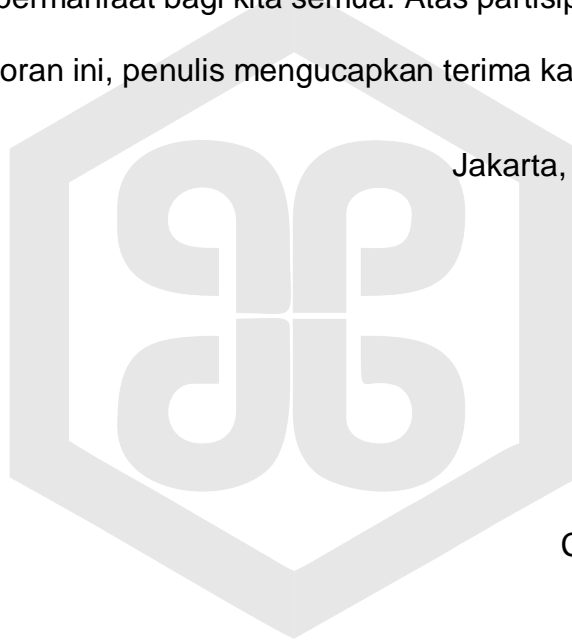 bermanfaat bagi kita semua. Atas partisip
oran ini, penulis mengucapkan terima ka
Jakarta,